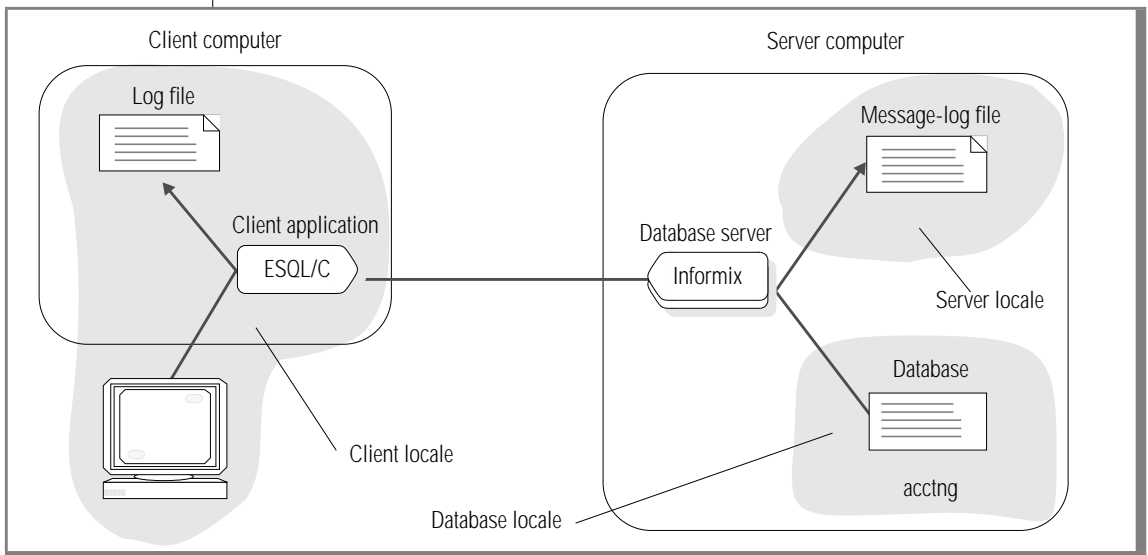 Client computer
Server computer
Log file
Message-log file
Client application
ESQL/C
Database server
Informix
Server locale
Database
Client locale
acctng
Database locale